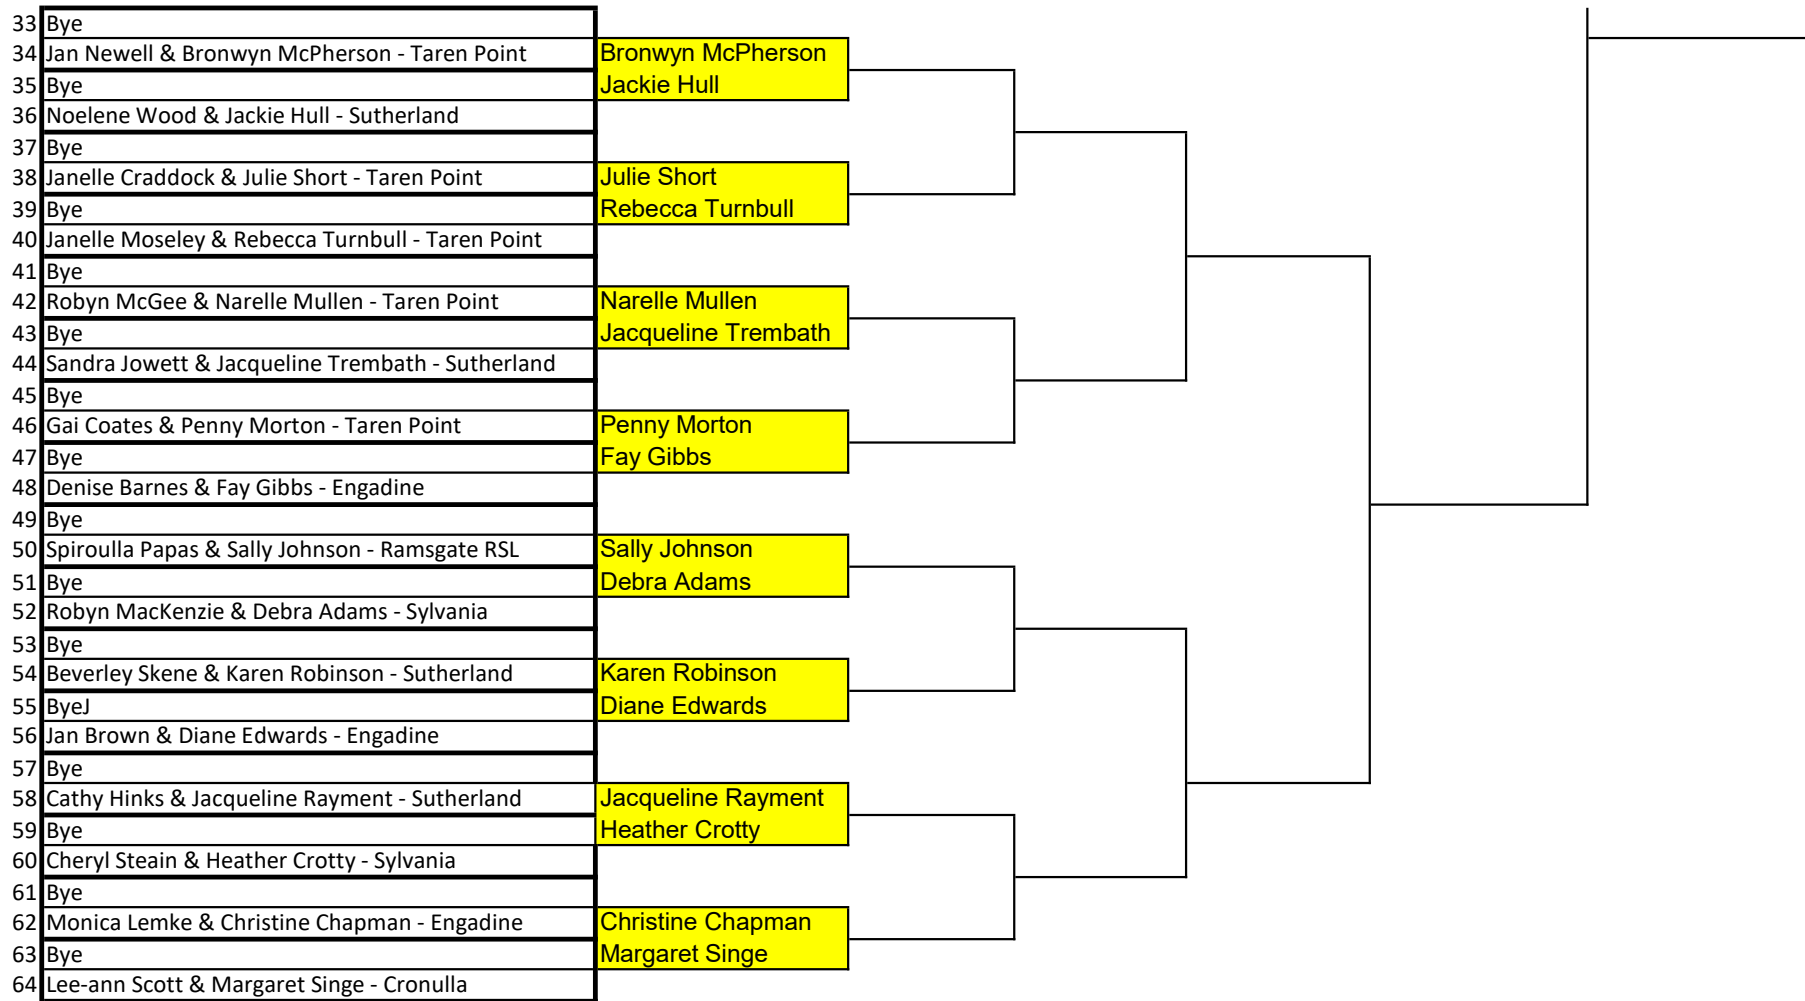 33 Bye
34 Jan Newell & Bronwyn McPherson - Taren Point Bronwyn McPherson
35 Bye Jackie Hull
36 Noelene Wood & Jackie Hull - Sutherland
37 Bye
38 Janelle Craddock & Julie Short - Taren Point Julie Short
39 Bye Rebecca Turnbull
40 Janelle Moseley & Rebecca Turnbull - Taren Point
41 Bye
42 Robyn McGee & Narelle Mullen - Taren Point Narelle Mullen
43 Bye Jacqueline Trembath
44 Sandra Jowett & Jacqueline Trembath - Sutherland
45 Bye
46 Gai Coates & Penny Morton - Taren Point Penny Morton
47 Bye Fay Gibbs
48 Denise Barnes & Fay Gibbs - Engadine
49 Bye
50 Spiroulla Papas & Sally Johnson - Ramsgate RSL Sally Johnson
51 Bye Debra Adams
52 Robyn MacKenzie & Debra Adams - Sylvania
53 Bye
54 Beverley Skene & Karen Robinson - Sutherland Karen Robinson
55 ByeJ Diane Edwards
56 Jan Brown & Diane Edwards - Engadine
57 Bye
58 Cathy Hinks & Jacqueline Rayment - Sutherland Jacqueline Rayment
59 Bye Heather Crotty
60 Cheryl Steain & Heather Crotty - Sylvania
61 Bye
62 Monica Lemke & Christine Chapman - Engadine Christine Chapman
63 Bye Margaret Singe
64 Lee-ann Scott & Margaret Singe - Cronulla